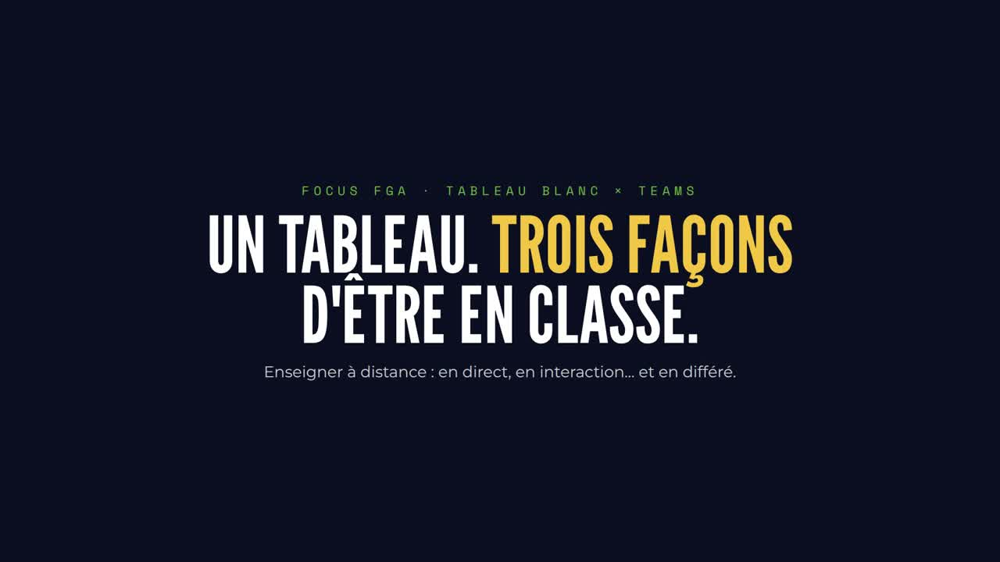 FOCUS FGA · TABLEAU BLANC × TEAMS
UN TABLEAU. TROIS FAÇONS
D'ÊTRE EN CLASSE.
Enseigner à distance : en direct, en interaction... et en différé.